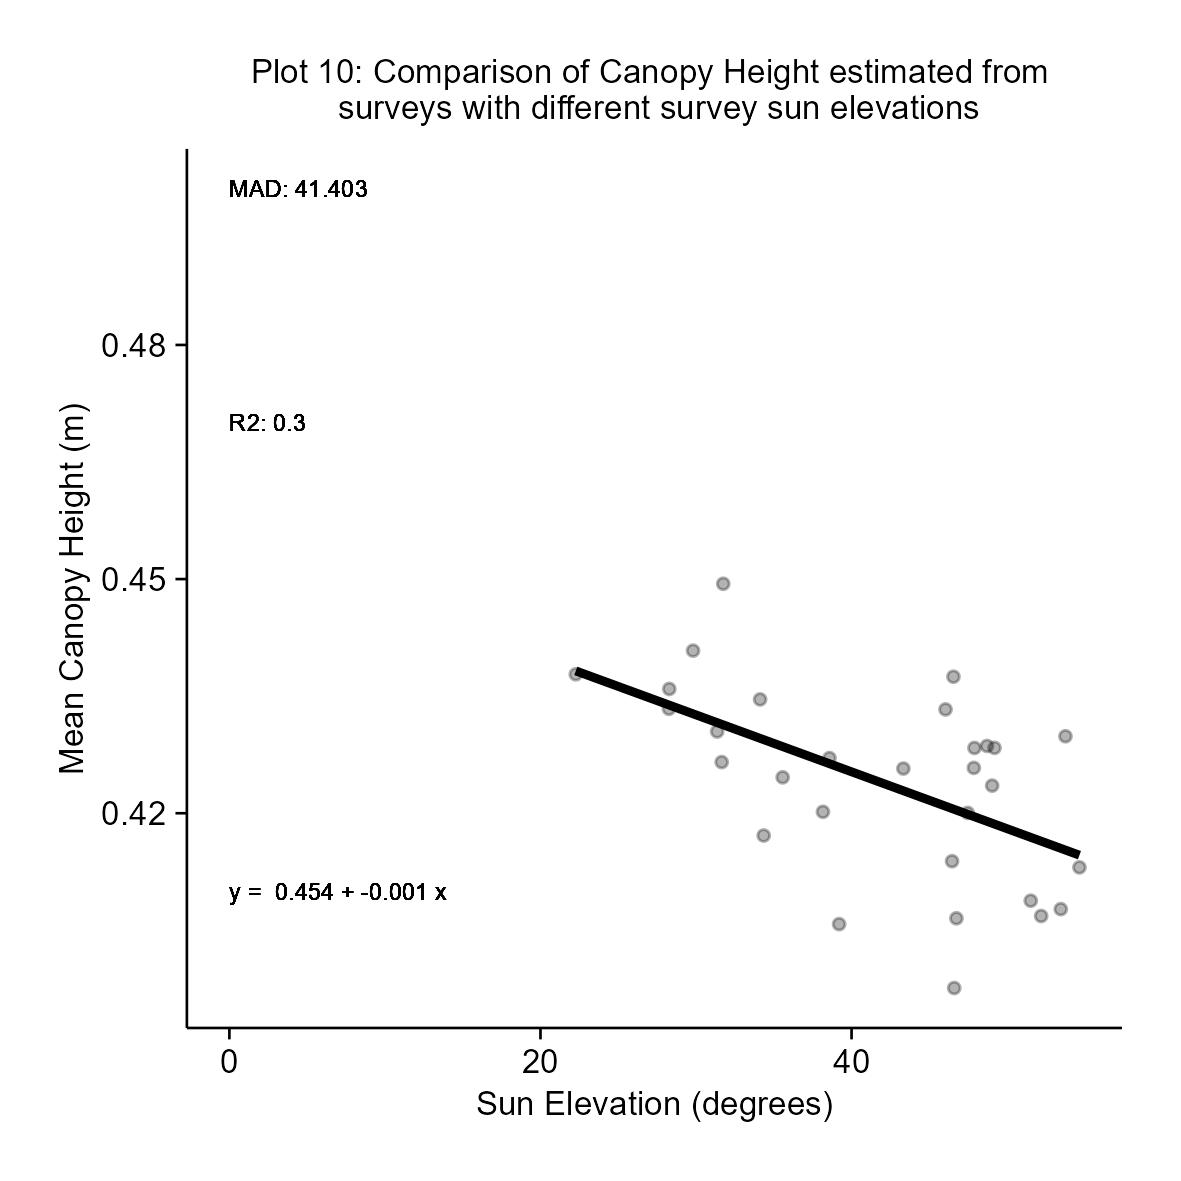 Plot 10: Comparison of Canopy Height estimated from
surveys with different survey sun elevations
MAD: 41.403
0.48
R2: 0.3
Mean Canopy Height (m)
0.45
0.42
y =  0.454 + -0.001 x
0
20
40
Sun Elevation (degrees)